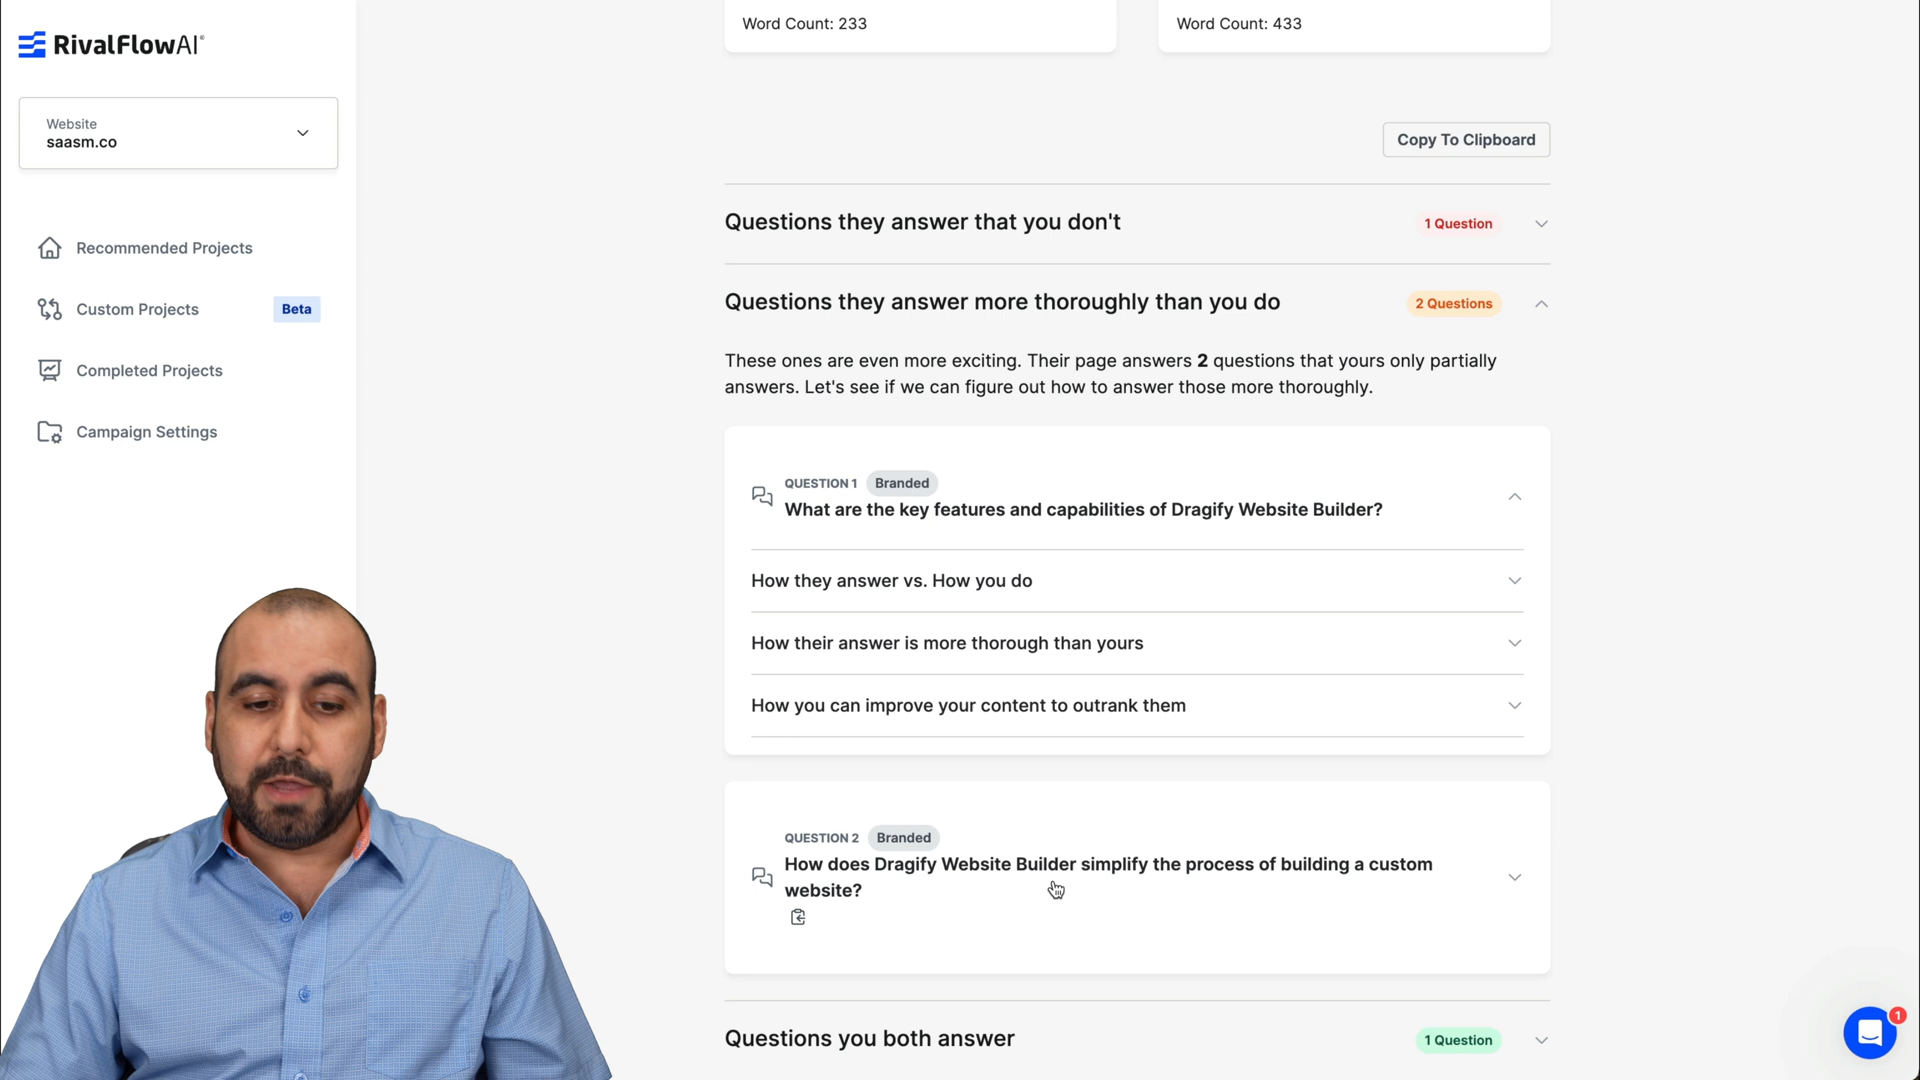 RivalFlowAI®
Website
saasm.co
Recommended Projects
Custom Projects
Beta
Completed Projects
Campaign Settings
Word Count: 233
Word Count: 433
Copy To Clipboard
Questions they answer that you don't
1 Question
Questions they answer more thoroughly than you do
2 Questions
These ones are even more exciting. Their page answers 2 questions that yours only partially
answers. Let's see if we can figure out how to answer those more thoroughly.
QUESTION 1 Branded
What are the key features and capabilities of Dragify Website Builder?
How they answer vs. How you do
How their answer is more thorough than yours
How you can improve your content to outrank them
QUESTION 2 Branded
How does Dragify Website Builder simplify the process of building a custom
website?
Questions you both answer
1 Question
1